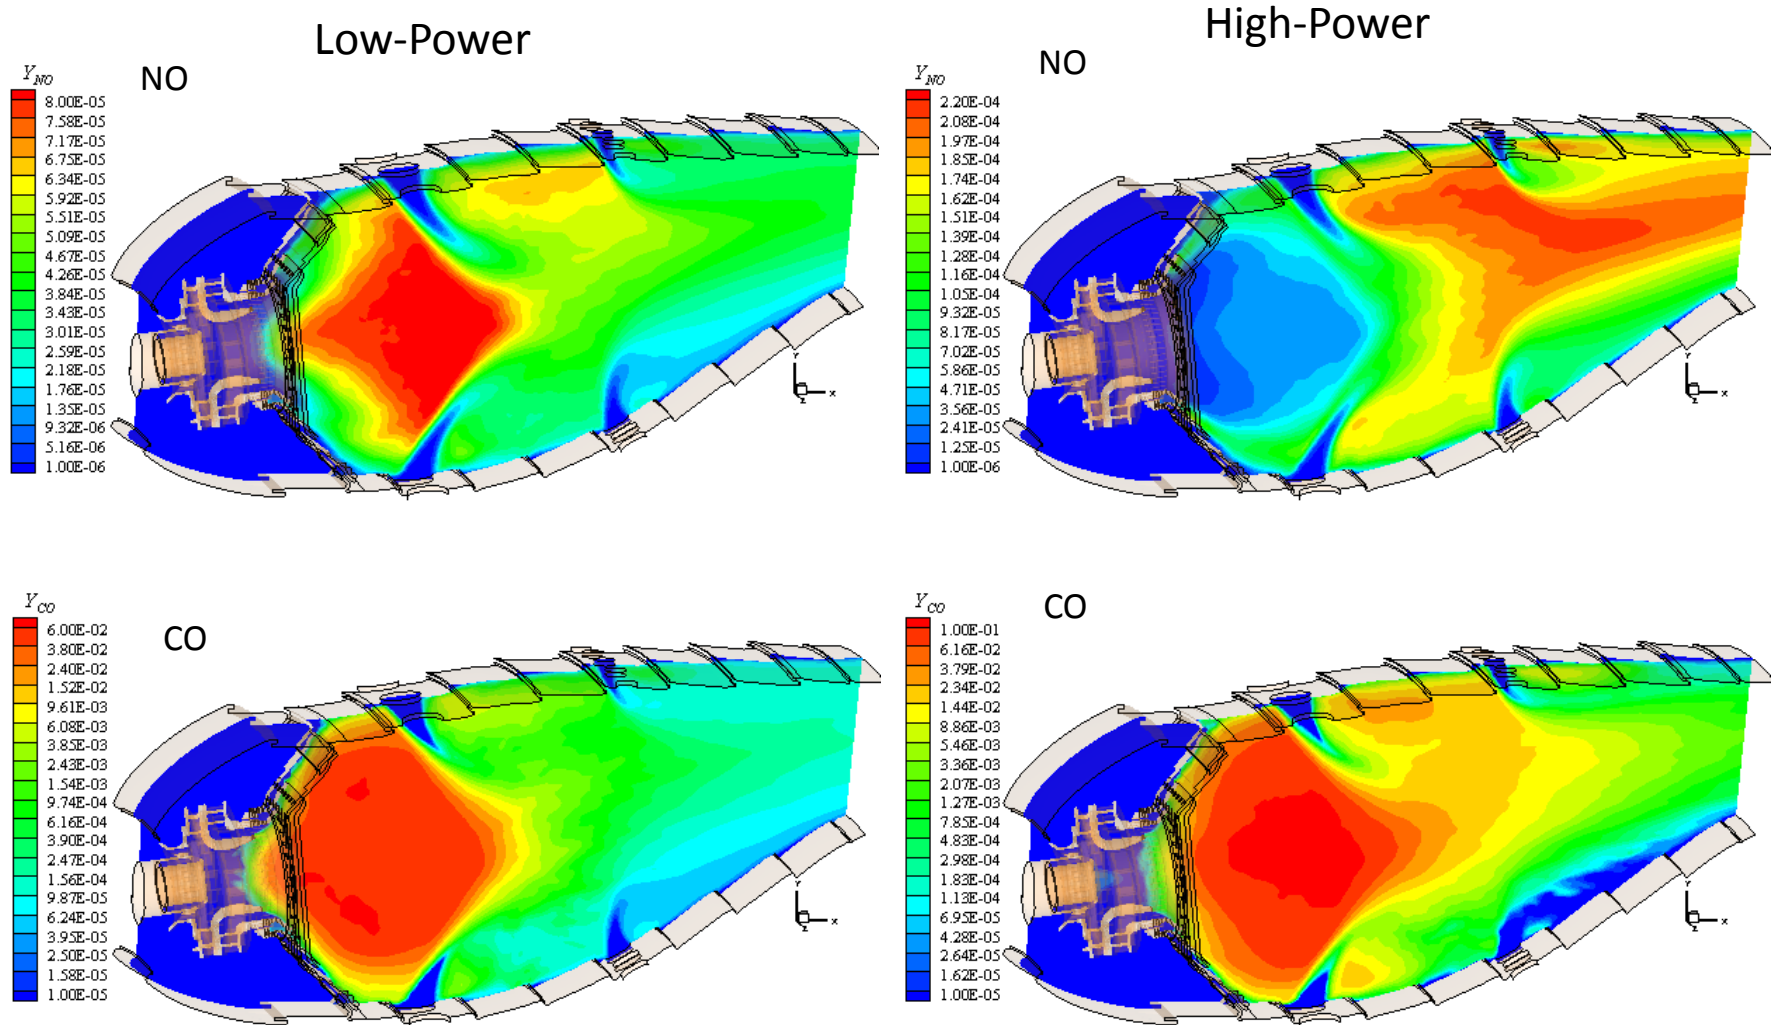 Low-Power
High-Power
NO
Y_NO
8.00E-05
7.58E-05
7.17E-05
6.75E-05
6.34E-05
5.92E-05
5.51E-05
5.09E-05
4.67E-05
4.26E-05
3.84E-05
3.43E-05
3.01E-05
2.59E-05
2.18E-05
1.76E-05
1.35E-05
9.32E-06
5.16E-06
1.00E-06
Y
X
Z
NO
Y_NO
2.20E-04
2.08E-04
1.97E-04
1.85E-04
1.74E-04
1.62E-04
1.51E-04
1.39E-04
1.28E-04
1.16E-04
1.05E-04
9.32E-05
8.17E-05
7.02E-05
5.86E-05
4.71E-05
3.56E-05
2.41E-05
1.25E-05
1.00E-06
Y
X
Z
CO
Y_CO
6.00E-02
3.80E-02
2.40E-02
1.52E-02
9.61E-03
6.08E-03
3.85E-03
2.43E-03
1.54E-03
9.74E-04
6.16E-04
3.90E-04
2.47E-04
1.56E-04
9.87E-05
6.24E-05
3.95E-05
2.50E-05
1.58E-05
1.00E-05
Y
X
Z
CO
Y_CO
1.00E-01
6.16E-02
3.79E-02
2.34E-02
1.44E-02
8.86E-03
5.46E-03
3.36E-03
2.07E-03
1.27E-03
7.85E-04
4.83E-04
2.98E-04
1.83E-04
1.13E-04
6.95E-05
4.28E-05
2.64E-05
1.62E-05
1.00E-05
Y
X
Z